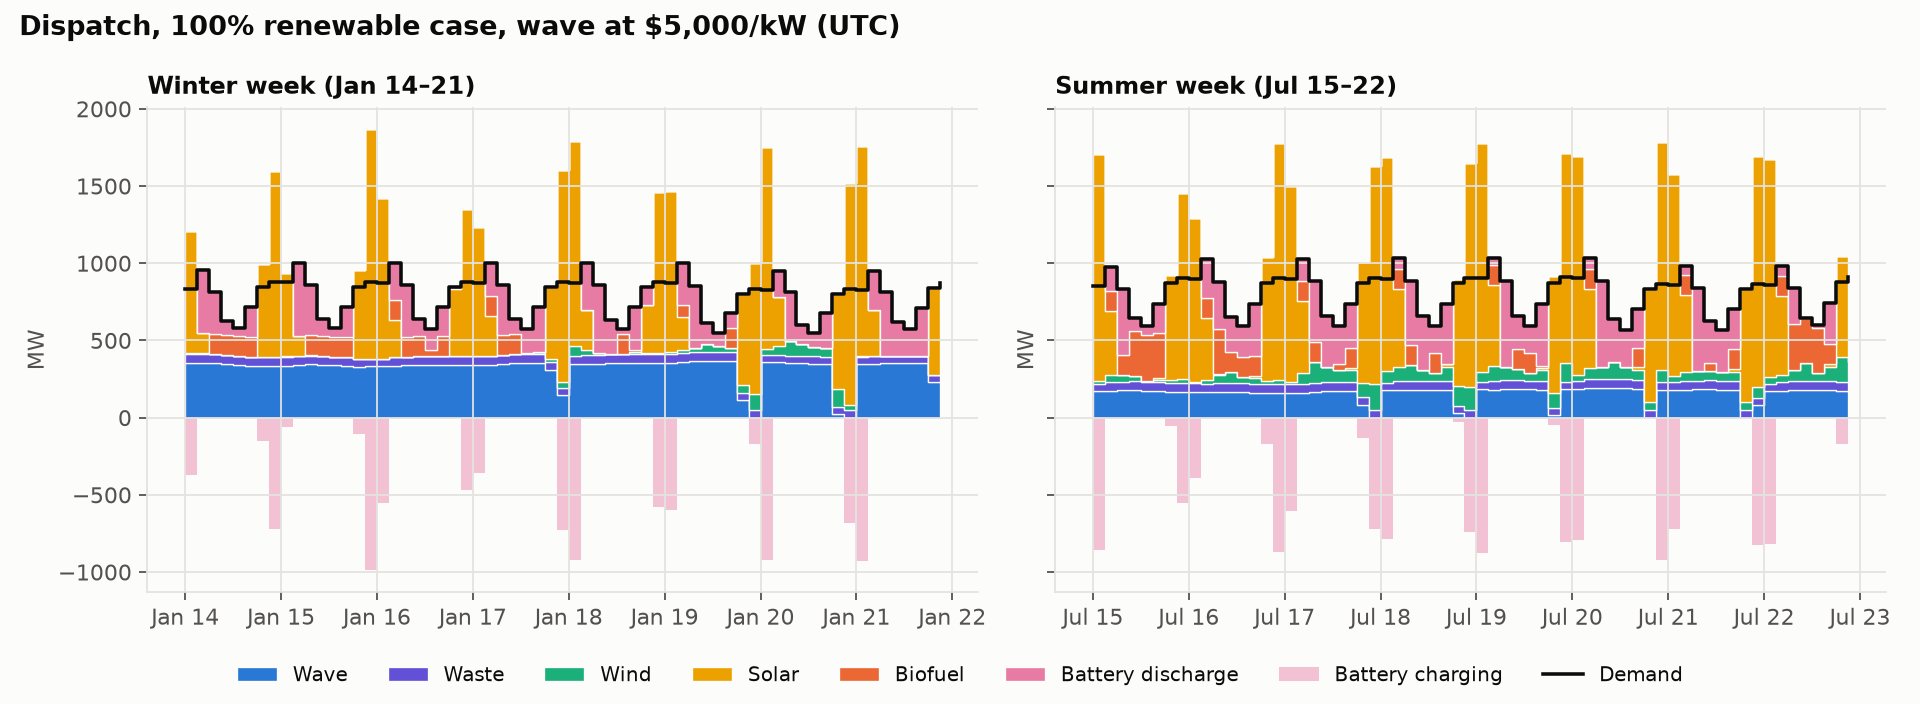 Dispatch, 100% renewable case, wave at $5,000/kW (UTC)
Winter week (Jan 14–21)
Summer week (Jul 15–22)
MW
2000
1500
1000
500
0
−500
−1000
Jan 14 Jan 15 Jan 16 Jan 17 Jan 18 Jan 19 Jan 20 Jan 21 Jan 22
MW
Jul 15 Jul 16 Jul 17 Jul 18 Jul 19 Jul 20 Jul 21 Jul 22 Jul 23
Wave Waste Wind Solar Biofuel Battery discharge Battery charging Demand